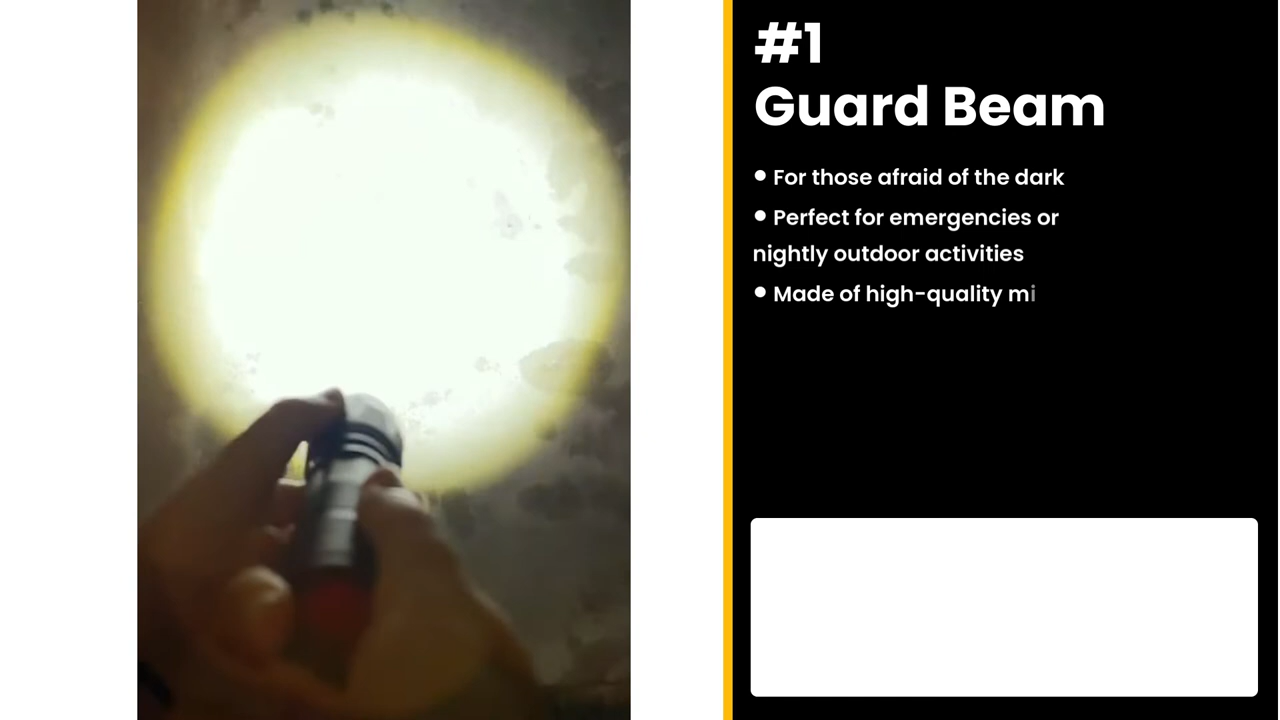 #1
Guard Beam
• For those afraid of the dark
• Perfect for emergencies or
nightly outdoor activities
• Made of high-quality mi